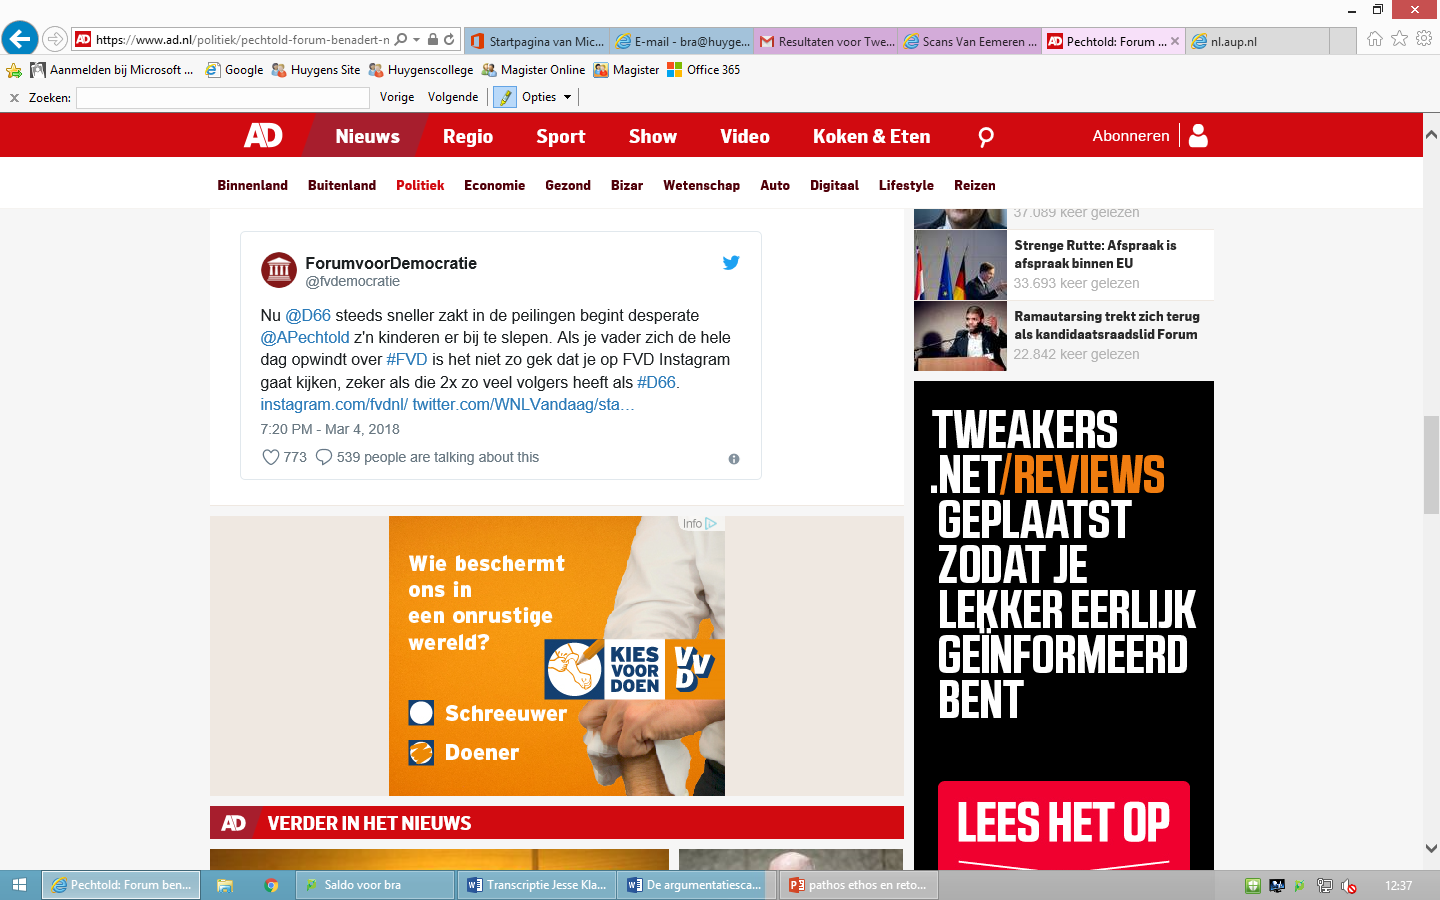 https://www.ad.nl/politiek/pechtold-forum-benadert-n
Startpagina van Mic...
E-mail - bra@huyge...
Resultaten voor Twe...
Scans Van Eemeren ...
AD Pechtold: Forum ...
nl.aup.nl
Aanmelden bij Microsoft ...
Google
Huygens Site
Huygenscollege
Magister Online
Magister
Office 365
Zoeken:
Vorige
Volgende
Opties
AD
Nieuws
Regio
Sport
Show
Video
Koken & Eten
Abonneren
Binnenland
Buitenland
Politiek
Economie
Gezond
Bizar
Wetenschap
Auto
Digitaal
Lifestyle
Reizen
ForumvoorDemocratie
@fvdemocratie
Nu @D66 steeds sneller zakt in de peilingen begint desperate
@APechtold z'n kinderen er bij te slepen. Als je vader zich de hele
dag opwindt over #FVD is het niet zo gek dat je op FVD Instagram
gaat kijken, zeker als die 2x zo veel volgers heeft als #D66.
instagram.com/fvdnl/ twitter.com/WNLVandaag/sta…
7:20 PM - Mar 4, 2018
773
539 people are talking about this
37.089 keer gelezen
Strenge Rutte: Afspraak is
afspraak binnen EU
33.693 keer gelezen
Ramautarsing trekt zich terug
als kandidaatsraadslid Forum
22.842 keer gelezen
Info
Wie beschermt
ons in
een onrustige
wereld?
KIES
VOOR
DOEN
VVD
Schreeuwer
Doener
TWEAKERS
.NET/REVIEWS
GEPLAATST
ZODAT JE
LEKKER EERLIJK
GEÏNFORMEERD
BENT
LEES HET OP
AD
VERDER IN HET NIEUWS
Pechtold: Forum ben...
Saldo voor bra
Transcriptie Jesse Kla...
De argumentatiesca...
pathos ethos en reto...
12:37